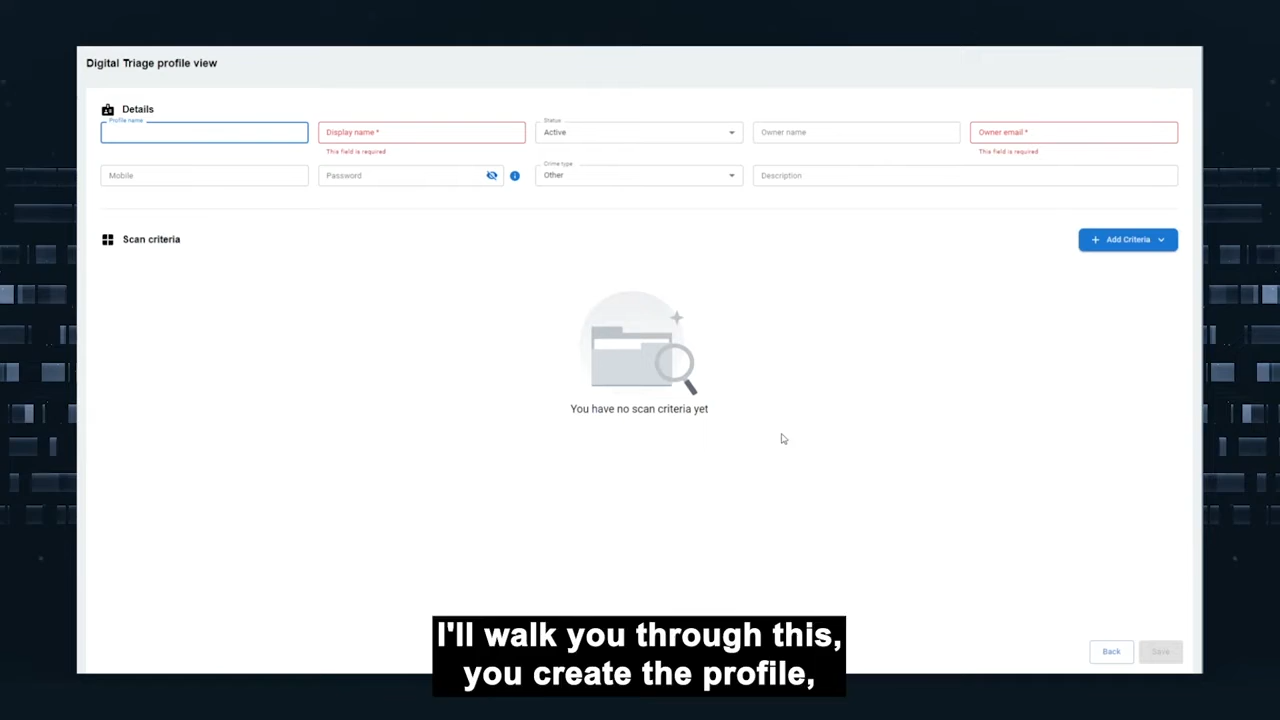 Digital Triage profile view
Details
Profile name
Display name *
This field is required
Status
Active
Owner name
Owner email *
This field is required
Mobile
Password
Crime type
Other
Description
Scan criteria
+ Add Criteria
You have no scan criteria yet
Back
Save
I'll walk you through this,
you create the profile,